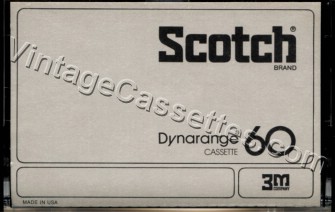 Scotch®
BRAND
VintageCassettes.com
Dynarange 60
CASSETTE
3M
COMPANY
MADE IN USA